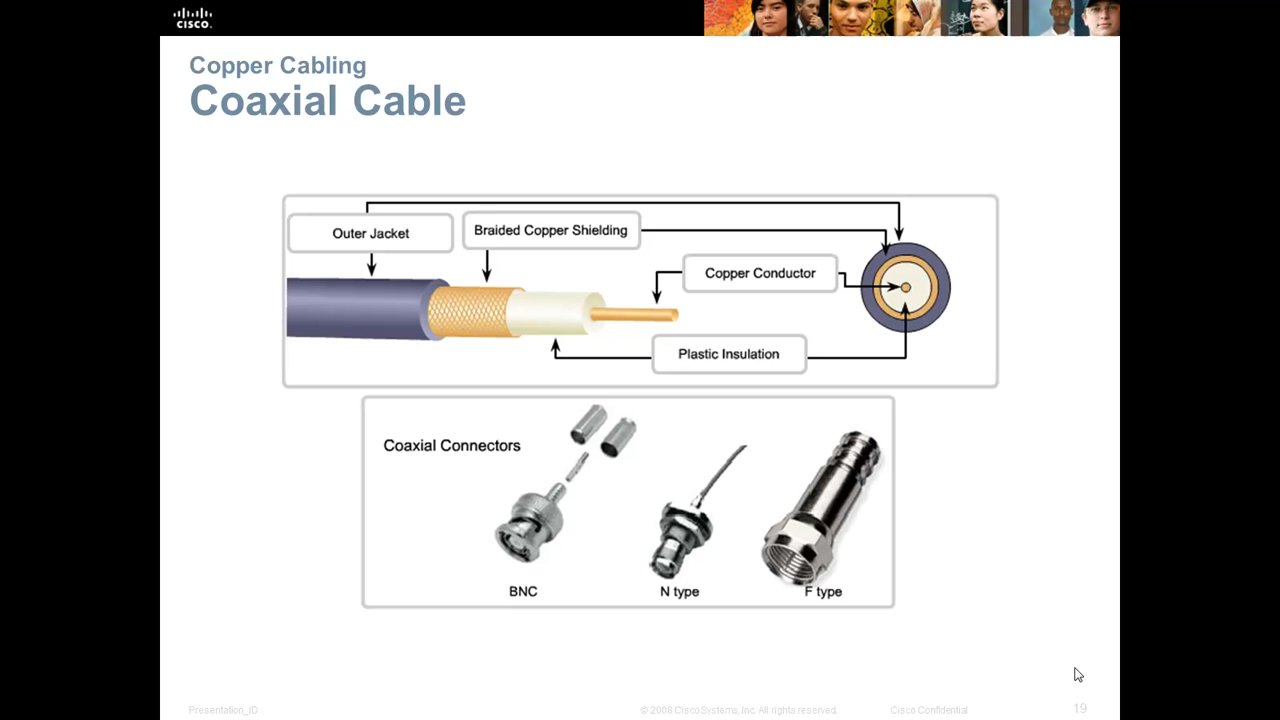 CISCO.
Copper Cabling
Coaxial Cable
Outer Jacket
Braided Copper Shielding
Copper Conductor
Plastic Insulation
Coaxial Connectors
BNC
N type
F type
Presentation_ID
© 2008 Cisco Systems, Inc. All rights reserved.
Cisco Confidential
19